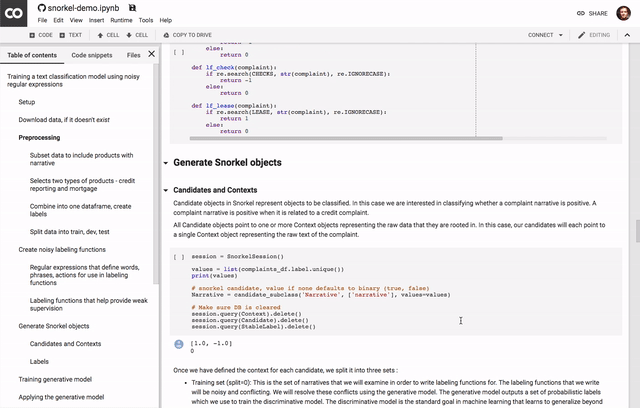 CO
snorkel-demo.ipynb
SHARE
File Edit View Insert Runtime Tools Help
CODE TEXT CELL CELL COPY TO DRIVE
CONNECT EDITING
Table of contents Code snippets Files
Training a text classification model using noisy
regular expressions
Setup
Download data, if it doesn't exist
Preprocessing
Subset data to include products with
narrative
Selects two types of products - credit
reporting and mortgage
Combine into one dataframe, create
labels
Split data into train, dev, test
Create noisy labeling functions
Regular expressions that define words,
phrases, actions for use in labeling
functions
Labeling functions that help provide weak
supervision
Generate Snorkel objects
Candidates and Contexts
Labels
Training generative model
Applying the generative model
[ ]
else:
return 0
def lf_check(complaint):
if re.search(CHECKS, str(complaint), re.IGNORECASE):
return -1
else:
return 0
def lf_lease(complaint):
if re.search(LEASE, str(complaint), re.IGNORECASE):
return 1
else:
return 0
Generate Snorkel objects
Candidates and Contexts
Candidate objects in Snorkel represent objects to be classified. In this case we are interested in classifying whether a complaint narrative is positive. A
complaint narrative is positive when it is related to a credit complaint.
All Candidate objects point to one or more Context objects representing the raw data that they are rooted in. In this case, our candidates will each point to
a single Context object representing the raw text of the complaint.
[ ] session = SnorkelSession()
values = list(complaints_df.label.unique())
print(values)
# snorkel candidate, value if none defaults to binary (true, false)
Narrative = candidate_subclass('Narrative', ['narrative'], values=values)
# Make sure DB is cleared
session.query(Context).delete()
session.query(Candidate).delete()
session.query(StableLabel).delete()
[1.0, -1.0]
0
Once we have defined the context for each candidate, we split it into three sets :
• Training set (split=0): This is the set of narratives that we will examine in order to write labeling functions for. The labeling functions that we write
will be noisy and conflicting. We will resolve these conflicts using the generative model. The generative model outputs a set of probabilistic labels
which we use to train the discriminative model. The discriminative model is the standard goal in machine learning that learns to generalize beyond